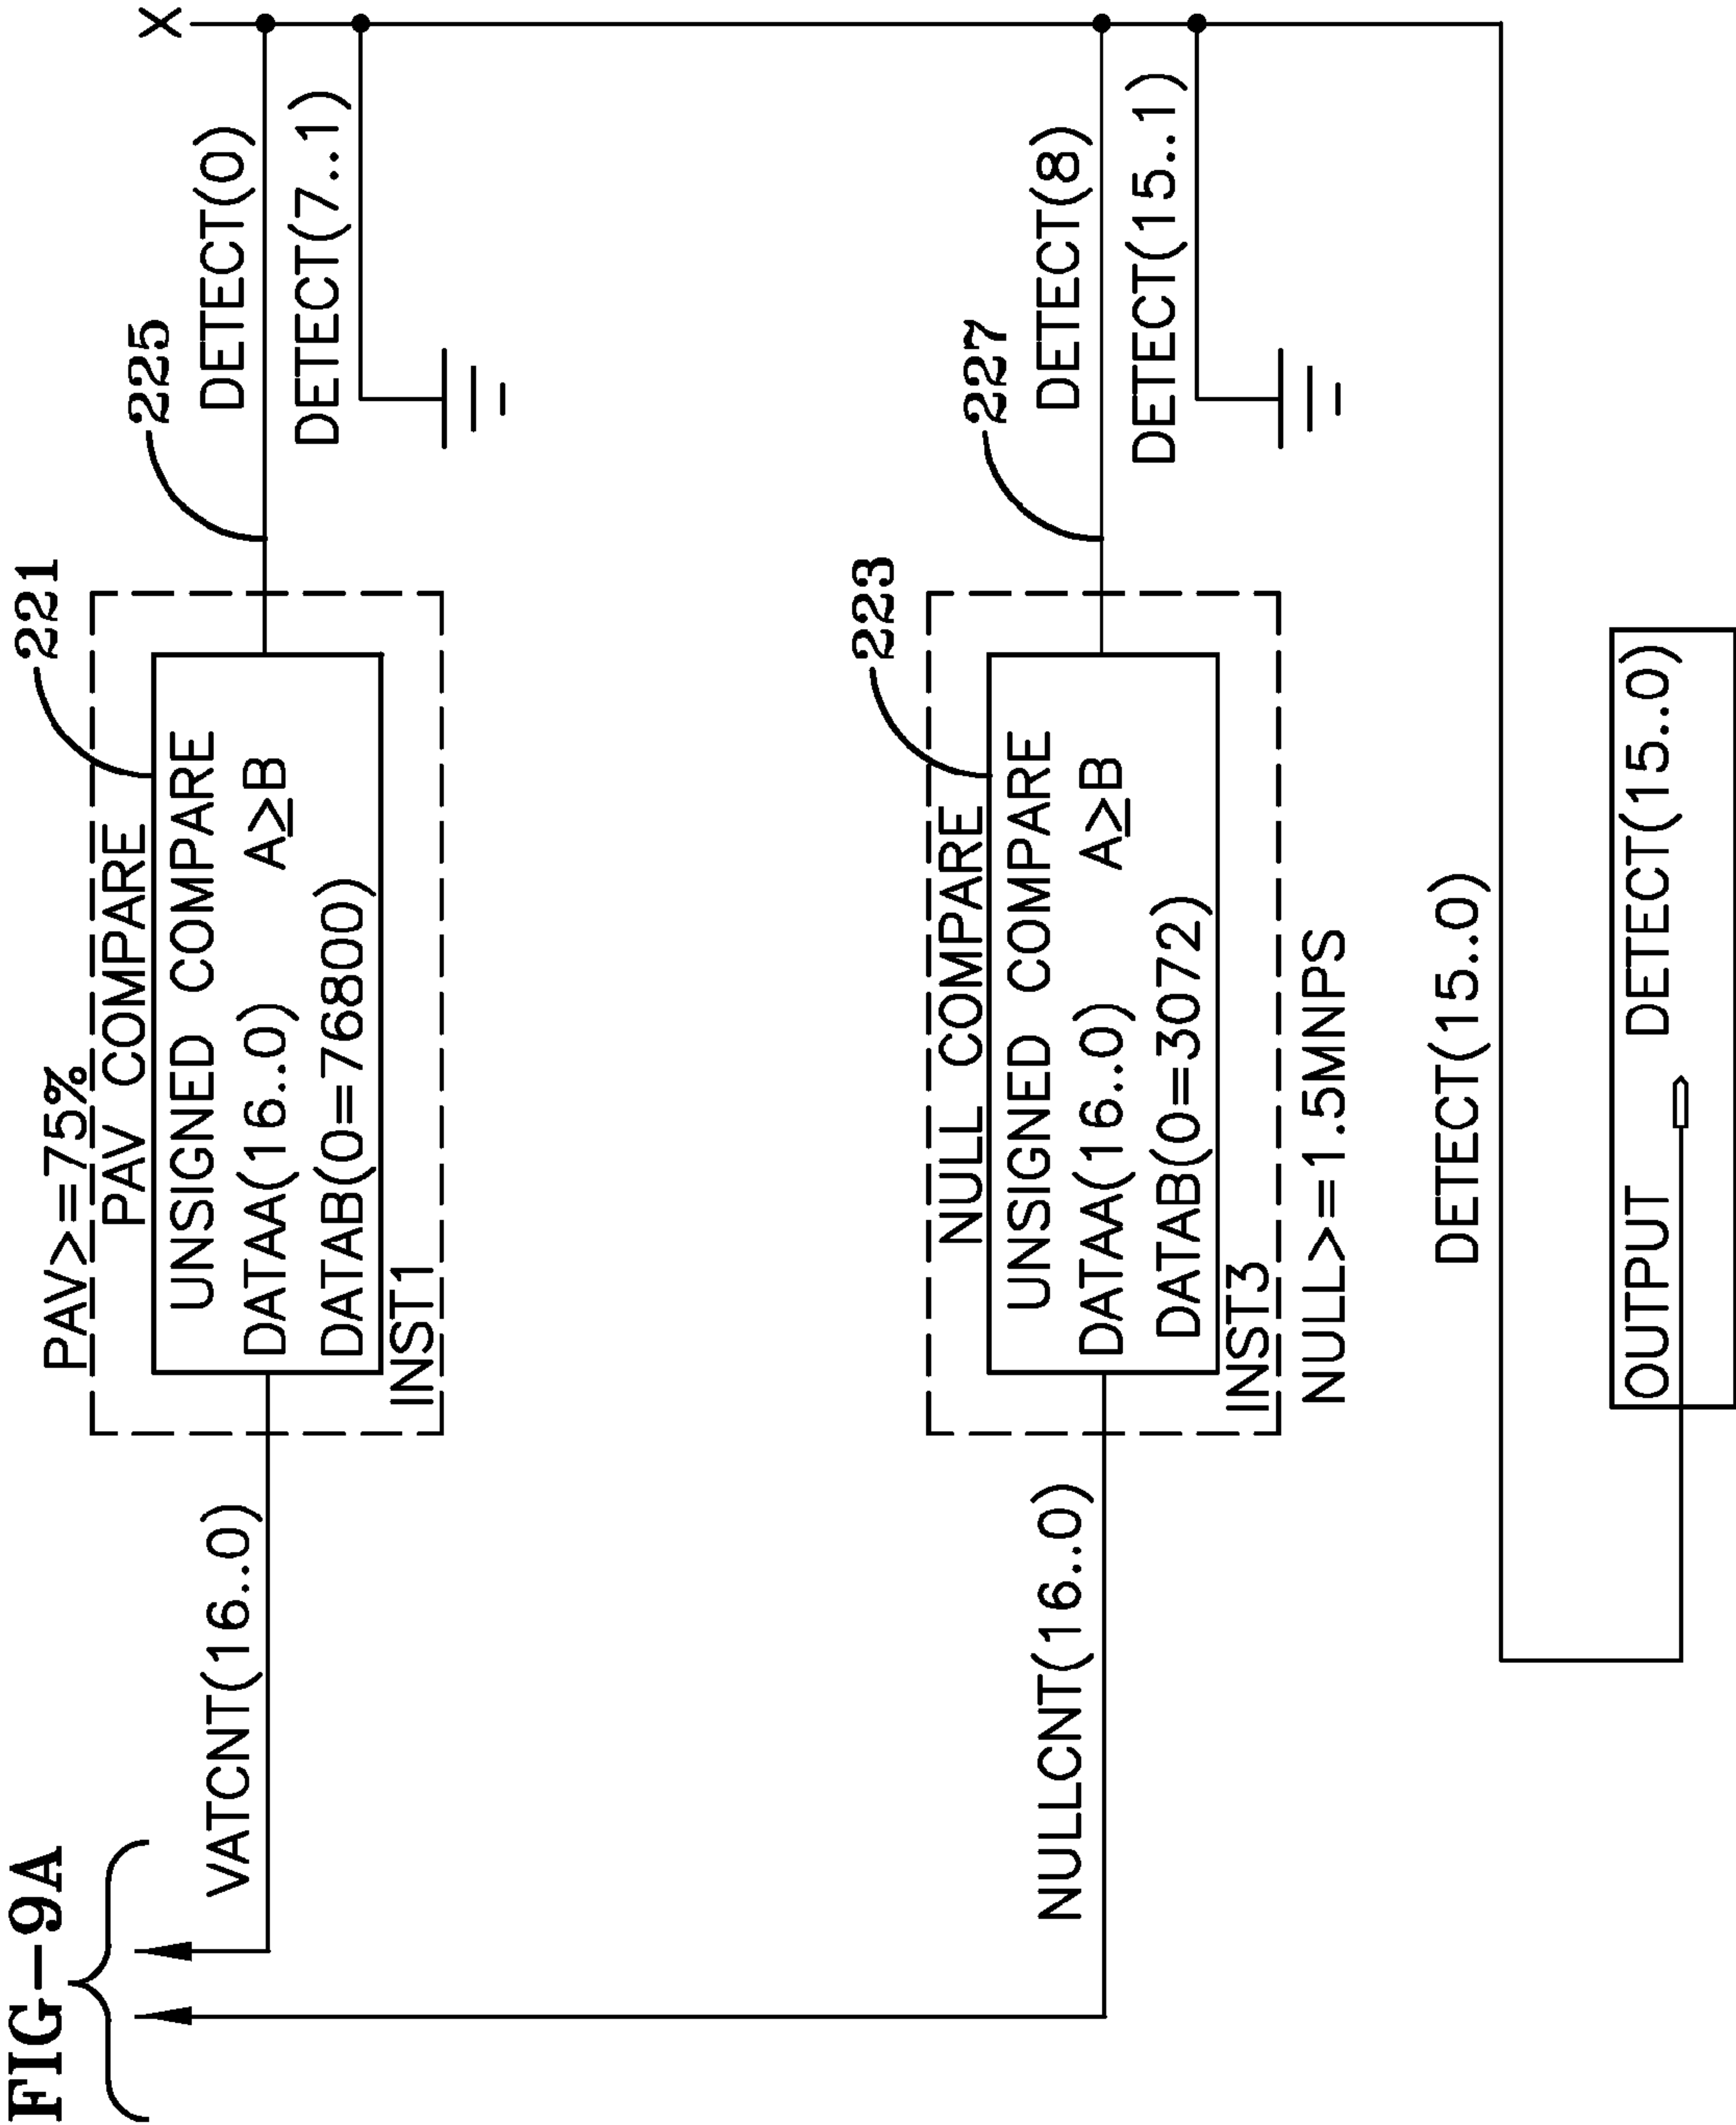 FIG-9A
VATCNT(16..0)
PAV>=75%
PAV COMPARE
UNSIGNED COMPARE
DATAA(16..0) A≥B
DATAB(0=76800)
INST1
221
225
DETECT(0)
DETECT(7..1)
X
NULLCNT(16..0)
NULL COMPARE
UNSIGNED COMPARE
DATAA(16..0) A≥B
DATAB(0=3072)
INST3
NULL>=1.5MNPS
223
227
DETECT(8)
DETECT(15..1)
DETECT(15..0)
OUTPUT DETECT(15..0)